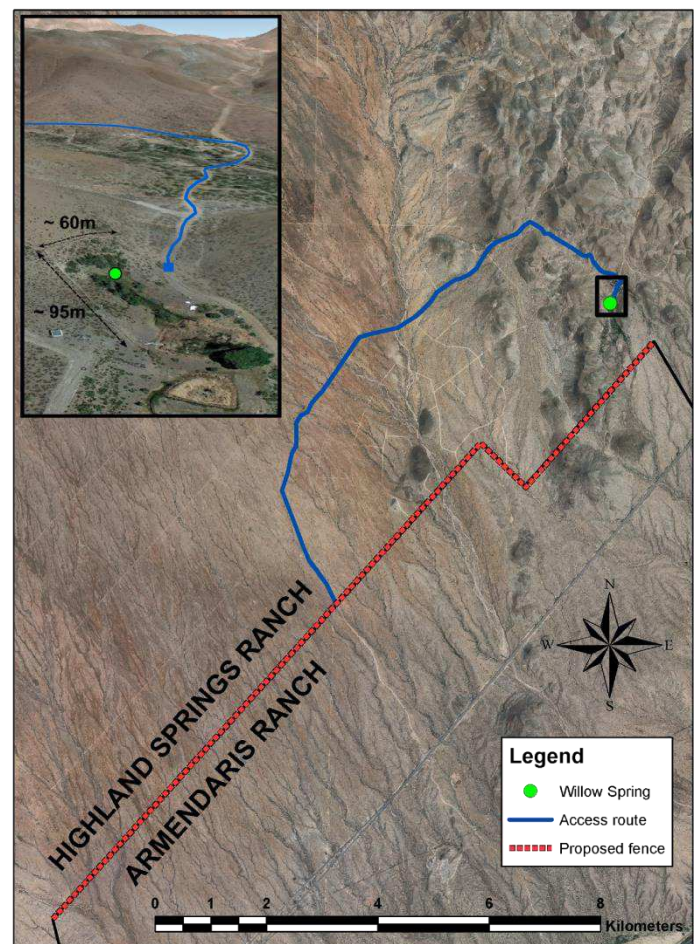 ~ 60m
~ 95m
HIGHLAND SPRINGS RANCH
ARMENDARIS RANCH
N
W
E
S
Legend
Willow Spring
Access route
Proposed fence
0
2
4
6
8
Kilometers